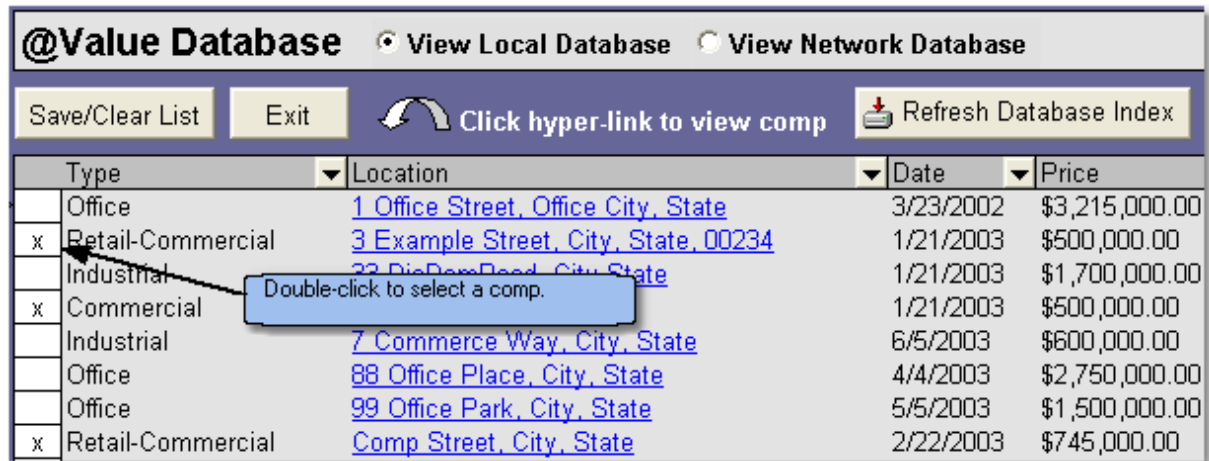 @Value Database View Local Database View Network Database
Save/Clear List Exit Click hyper-link to view comp Refresh Database Index
Type Location Date Price
Office 1 Office Street, Office City, State 3/23/2002 $3,215,000.00
x Retail-Commercial 3 Example Street, City, State, 00234 1/21/2003 $500,000.00
Industrial City State 1/21/2003 $1,700,000.00
Double-click to select a comp.
x Commercial 1/21/2003 $500,000.00
Industrial 7 Commerce Way, City, State 6/5/2003 $600,000.00
Office 88 Office Place, City, State 4/4/2003 $2,750,000.00
Office 99 Office Park, City, State 5/5/2003 $1,500,000.00
x Retail-Commercial Comp Street, City, State 2/22/2003 $745,000.00